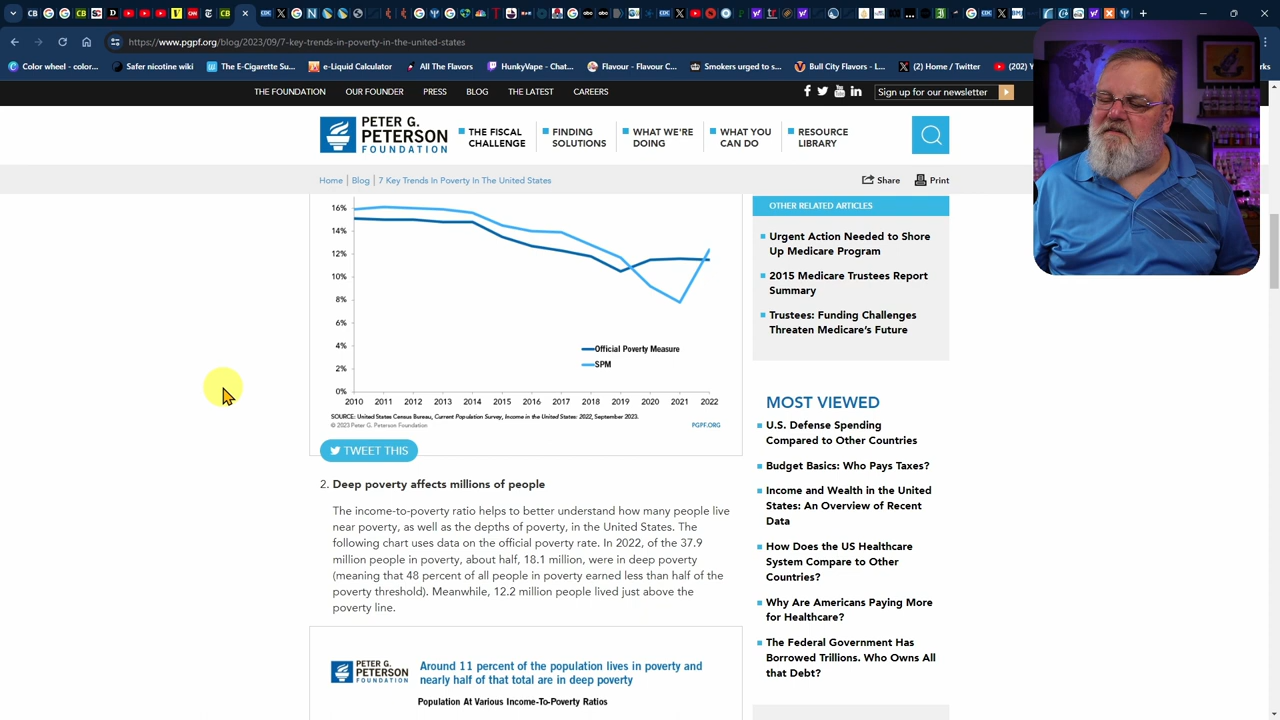 CB
CB
CB
https://www.pgpf.org/blog/2023/09/7-key-trends-in-poverty-in-the-united-states
Color wheel - color...
Safer nicotine wiki
The E-Cigarette Su...
e-Liquid Calculator
All The Flavors
HunkyVape - Chat...
Flavour - Flavour C...
Smokers urged to s...
Bull City Flavors - L...
(2) Home / Twitter
(202)
THE FOUNDATION
OUR FOUNDER
PRESS
BLOG
THE LATEST
CAREERS
Sign up for our newsletter
PETER G.
PETERSON
FOUNDATION
THE FISCAL
CHALLENGE
FINDING
SOLUTIONS
WHAT WE'RE
DOING
WHAT YOU
CAN DO
RESOURCE
LIBRARY
Home | Blog | 7 Key Trends In Poverty In The United States
Share
Print
16%
14%
12%
10%
8%
6%
4%
2%
0%
Official Poverty Measure
SPM
2010 2011 2012 2013 2014 2015 2016 2017 2018 2019 2020 2021 2022
SOURCE: United States Census Bureau, Current Population Survey, Income in the United States: 2022, September 2023.
© 2023 Peter G. Peterson Foundation
PGPF.ORG
TWEET THIS
2. Deep poverty affects millions of people
The income-to-poverty ratio helps to better understand how many people live
near poverty, as well as the depths of poverty, in the United States. The
following chart uses data on the official poverty rate. In 2022, of the 37.9
million people in poverty, about half, 18.1 million, were in deep poverty
(meaning that 48 percent of all people in poverty earned less than half of the
poverty threshold). Meanwhile, 12.2 million people lived just above the
poverty line.
PETER G.
PETERSON
FOUNDATION
Around 11 percent of the population lives in poverty and
nearly half of that total are in deep poverty
Population At Various Income-To-Poverty Ratios
OTHER RELATED ARTICLES
Urgent Action Needed to Shore
Up Medicare Program
2015 Medicare Trustees Report
Summary
Trustees: Funding Challenges
Threaten Medicare's Future
MOST VIEWED
U.S. Defense Spending
Compared to Other Countries
Budget Basics: Who Pays Taxes?
Income and Wealth in the United
States: An Overview of Recent
Data
How Does the US Healthcare
System Compare to Other
Countries?
Why Are Americans Paying More
for Healthcare?
The Federal Government Has
Borrowed Trillions. Who Owns All
that Debt?